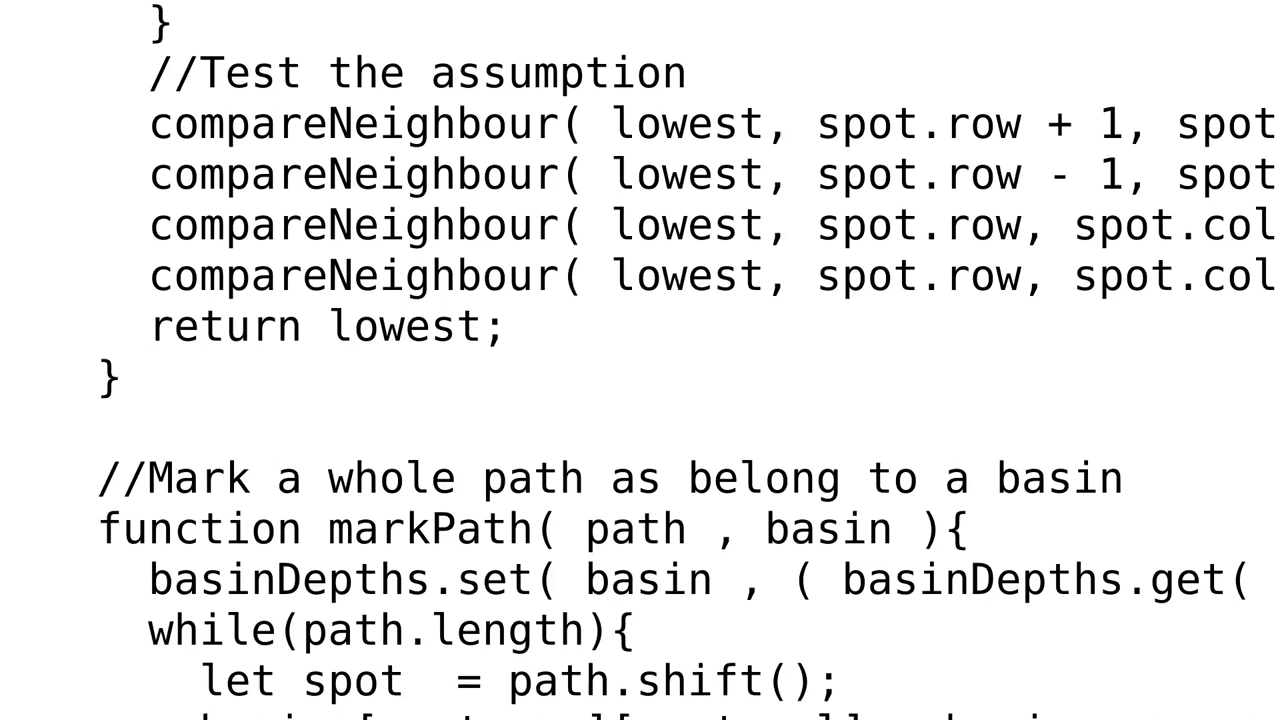 }
//Test the assumption
compareNeighbour( lowest, spot.row + 1, spot
compareNeighbour( lowest, spot.row - 1, spot
compareNeighbour( lowest, spot.row, spot.col
compareNeighbour( lowest, spot.row, spot.col
return lowest;
}
//Mark a whole path as belong to a basin
function markPath( path , basin ){
basinDepths.set( basin , ( basinDepths.get(
while(path.length){
let spot  = path.shift();